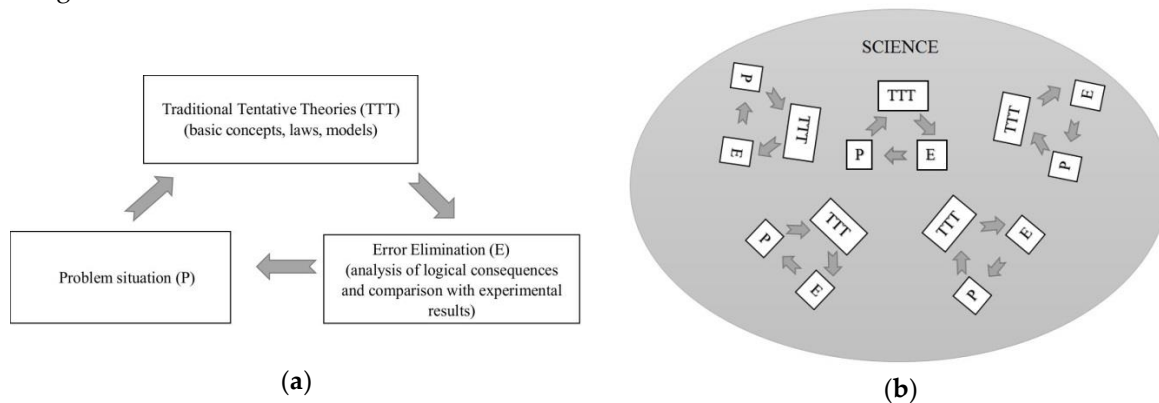 Traditional Tentative Theories (TTT)
(basic concepts, laws, models)
Problem situation (P)
Error Elimination (E)
(analysis of logical consequences
and comparison with experimental
results)
(a)
SCIENCE
P
TTT
E
TTT
P
E
TTT
E
P
P
TTT
E
TTT
E
P
(b)